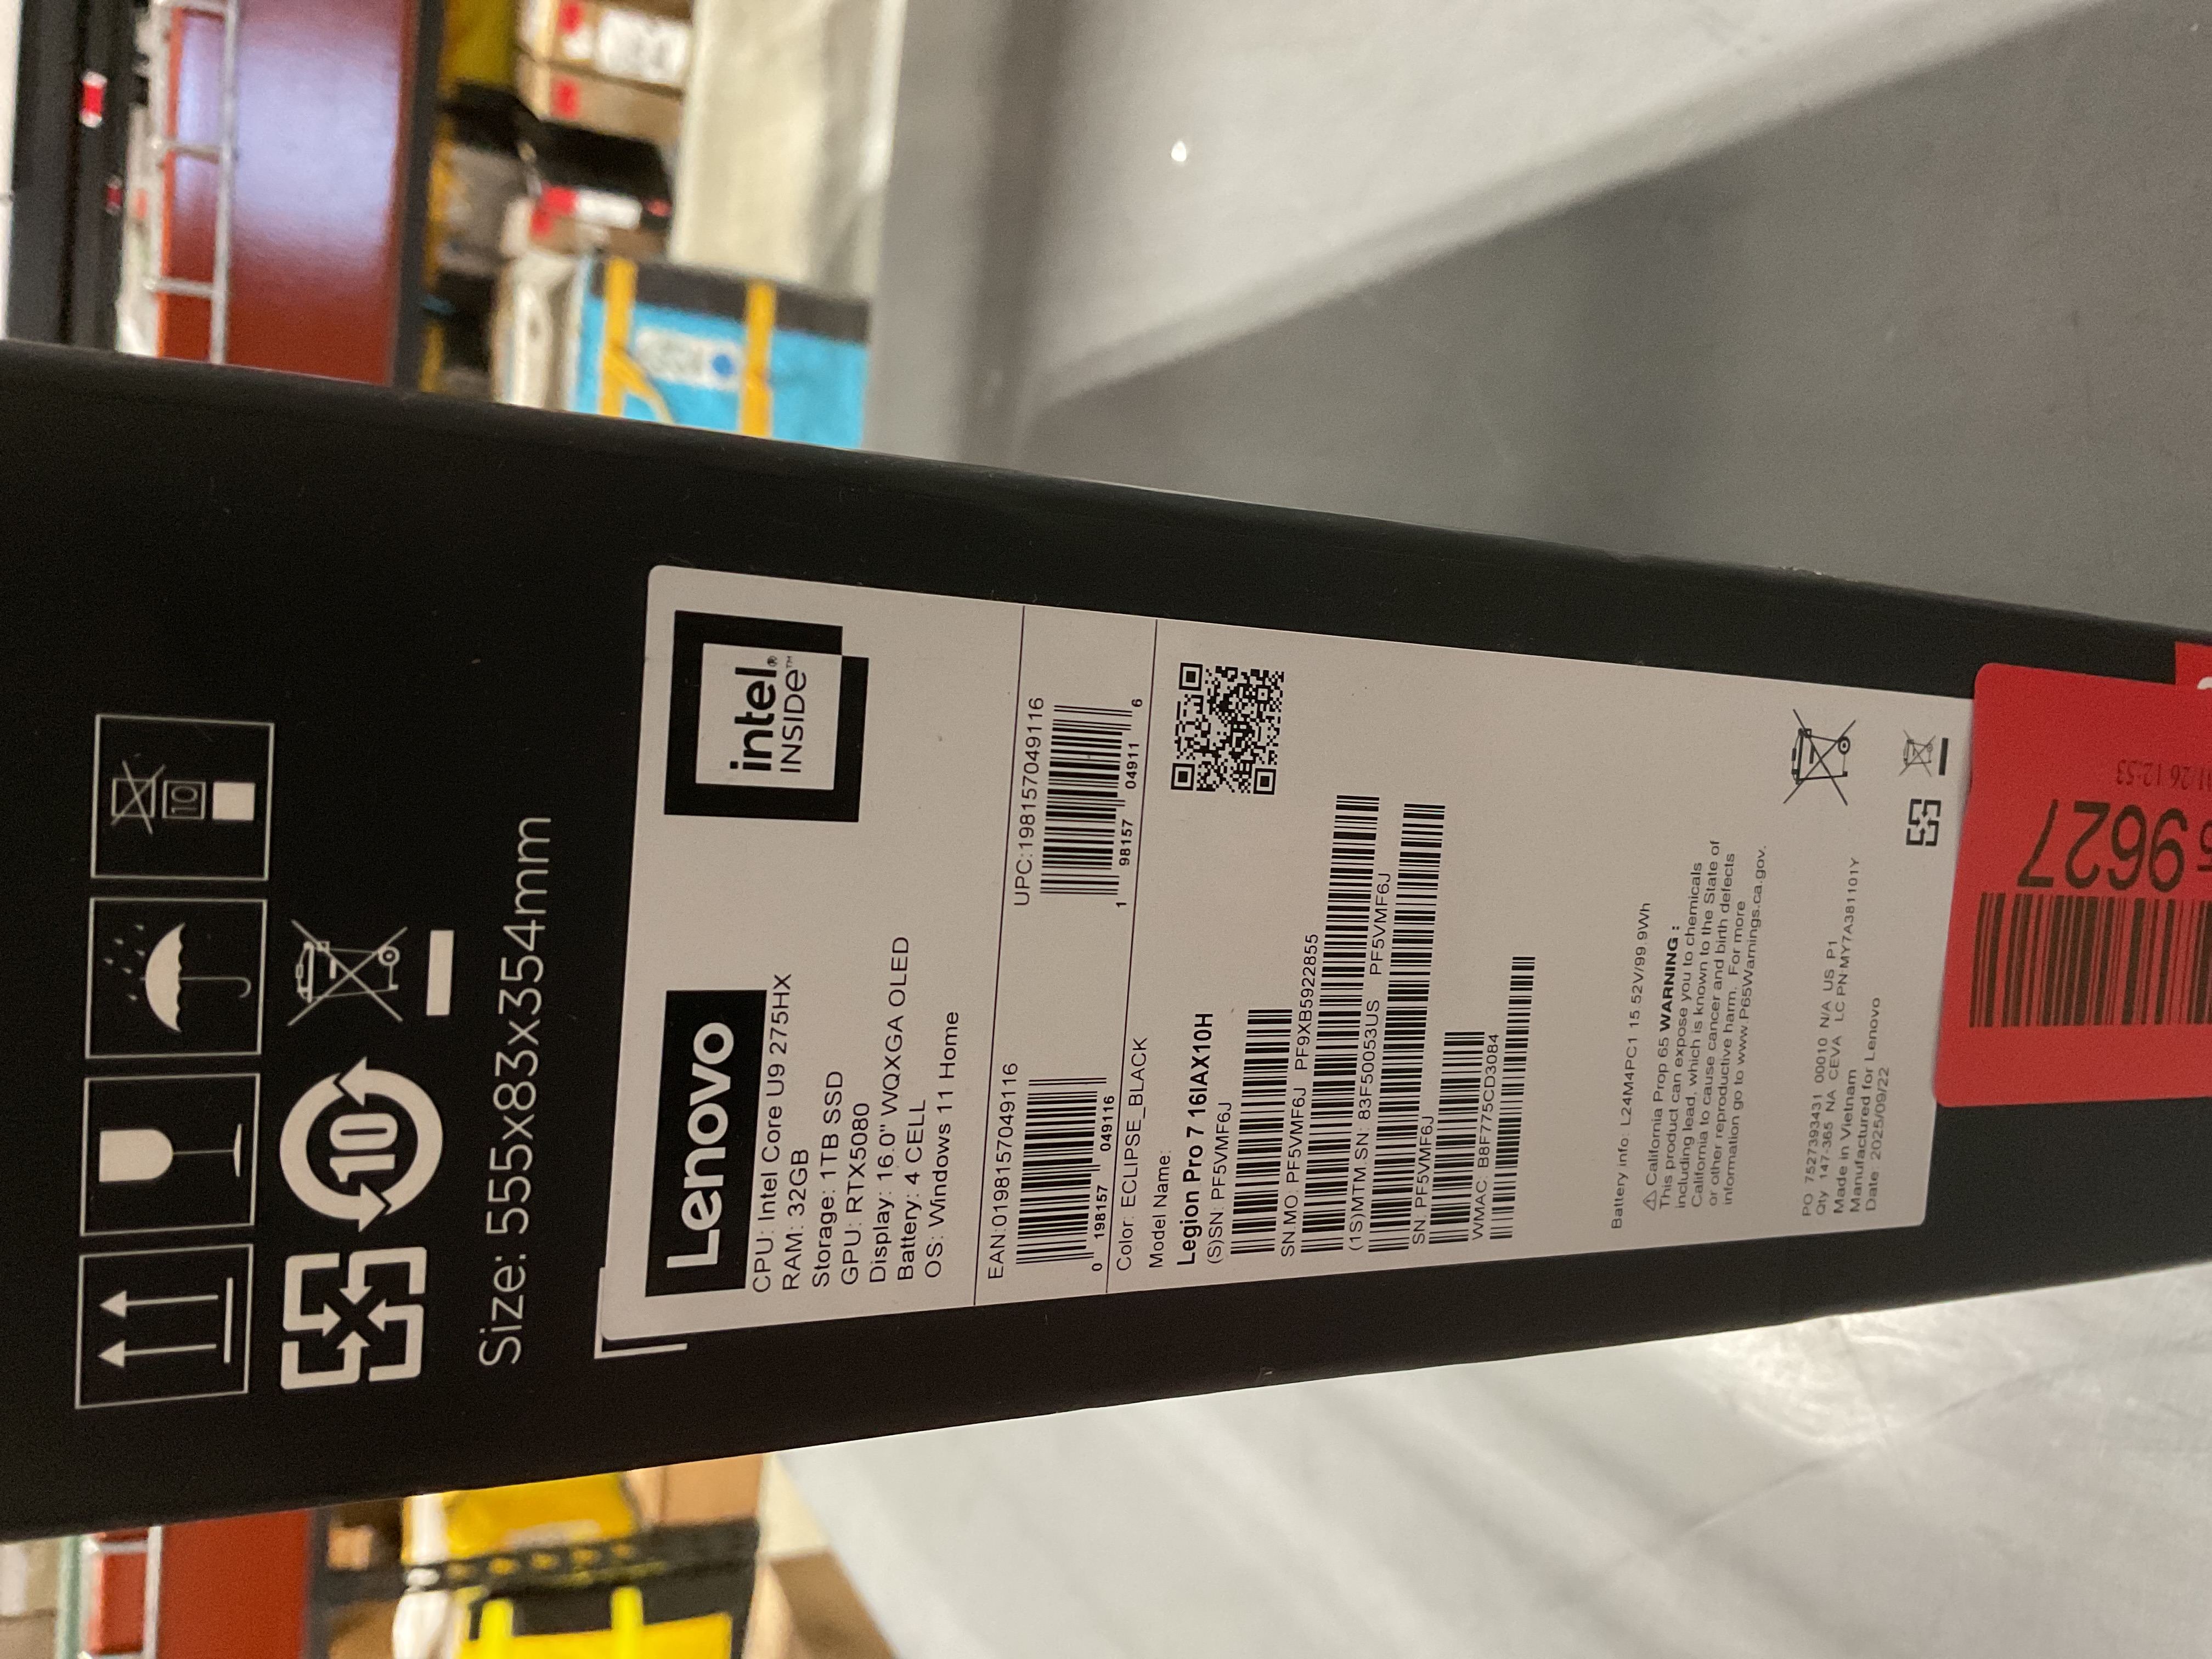 10
10
Size: 555x83x354mm
Lenovo
intel®
INSIDE™
CPU: Intel Core U9 275HX
RAM: 32GB
Storage: 1TB SSD
GPU: RTX5080
Display: 16.0" WQXGA OLED
Battery: 4 CELL
OS: Windows 11 Home
EAN:0198157049116
0 198157 049116
UPC:198157049116
1 98157 04911 6
Color: ECLIPSE_BLACK
Model Name:
Legion Pro 7 16IAX10H
(S)SN: PF5VMF6J
SN.MO: PF5VMF6J PF9XB5922855
(1S)MTM.SN: 83F50053US PF5VMF6J
SN: PF5VMF6J
WMAC: B8F775CD3084
Battery info: L24M4PC1 15.52V/99.9Wh
⚠ California Prop 65 WARNING :
This product can expose you to chemicals
including lead, which is known to the State of
California to cause cancer and birth defects
or other reproductive harm. For more
information go to www.P65Warnings.ca.gov.
PO 7527393431 00010 N/A US P1
Qty 147-365 NA CEVA LC PN:MY7A381101Y
Made in Vietnam
Manufactured for Lenovo
Date: 2025/09/22
9627
/26 12:53